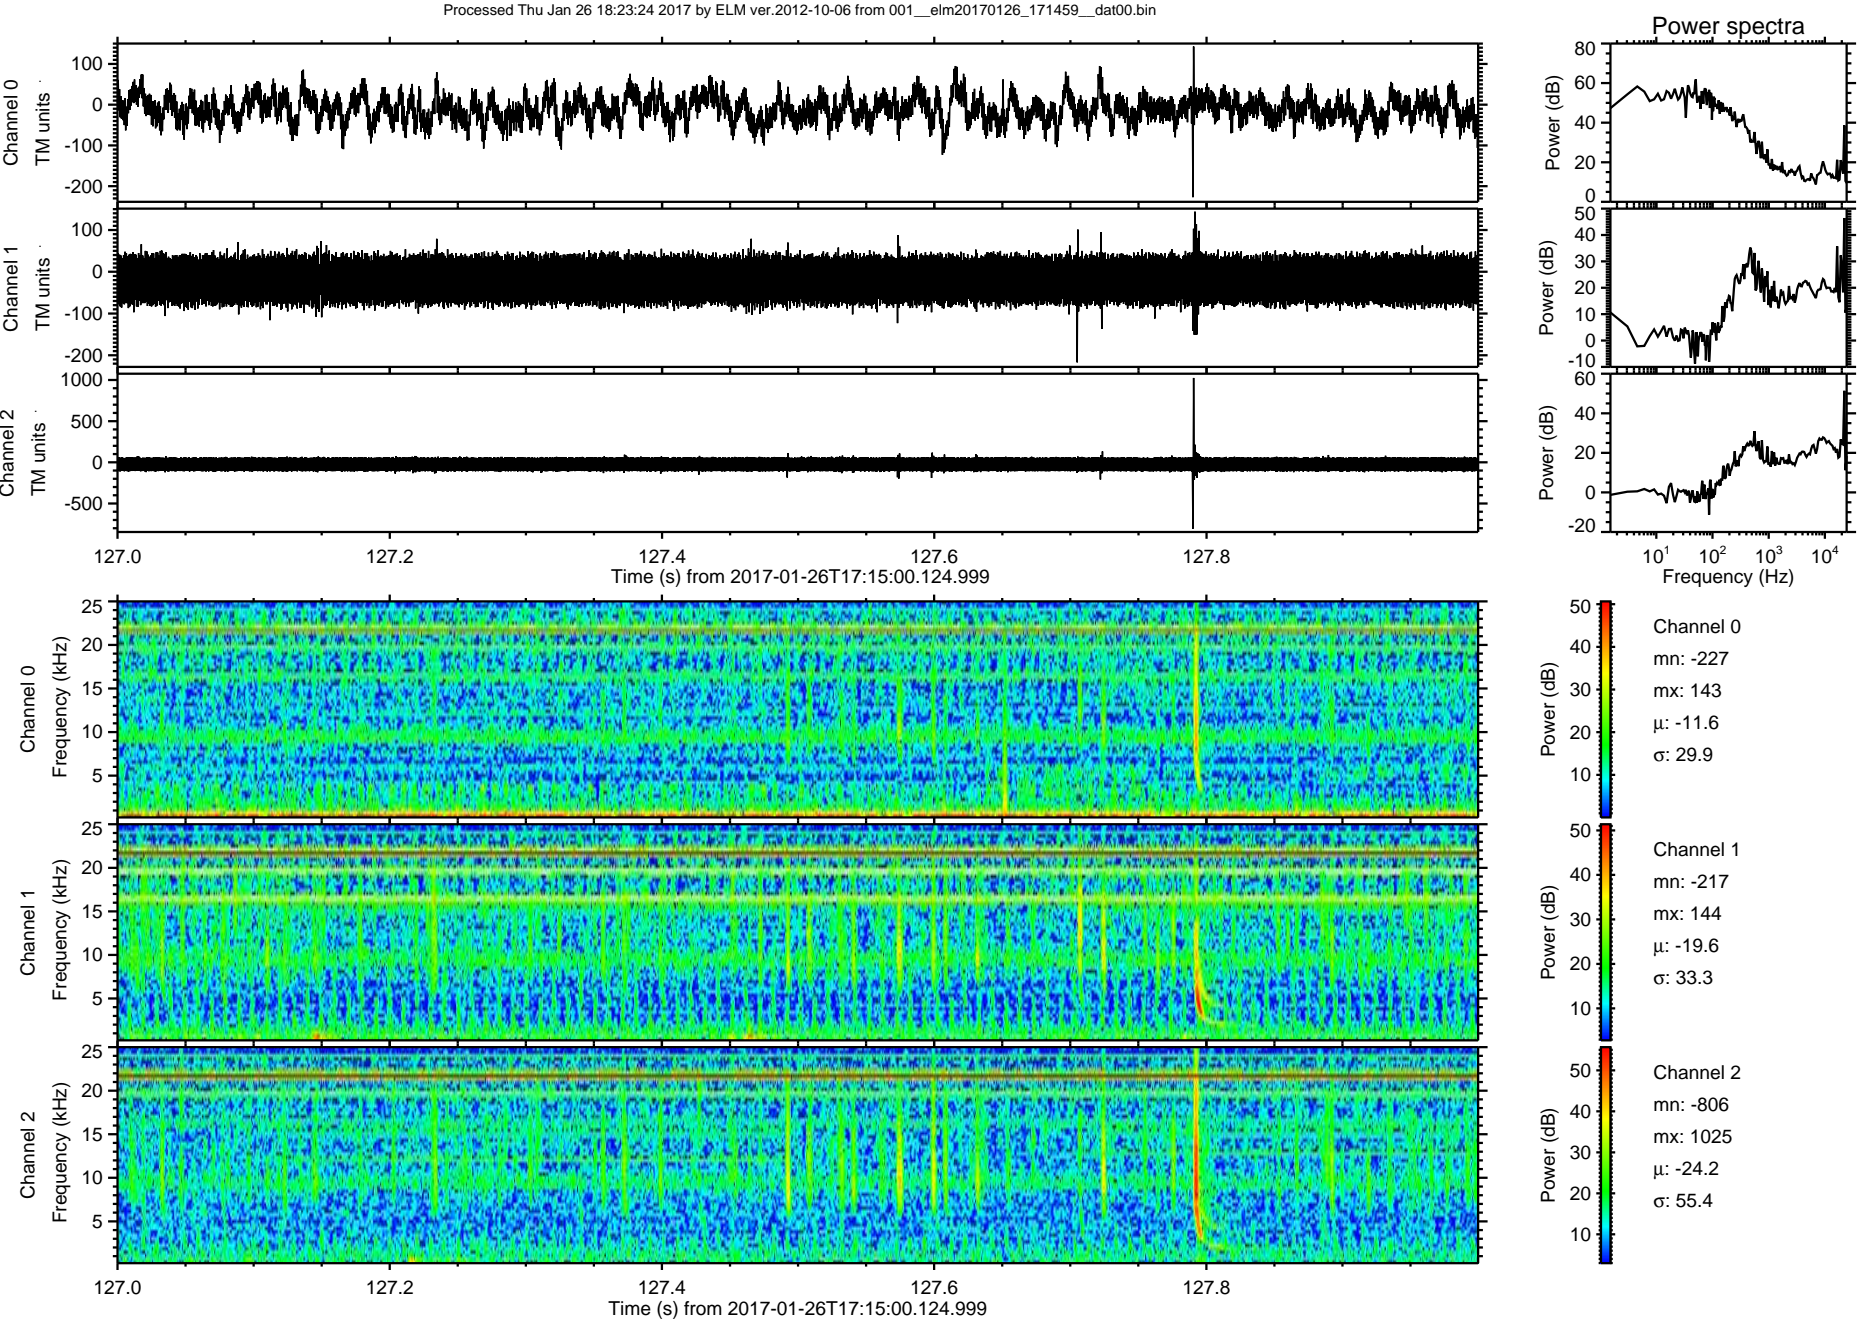 Processed Thu Jan 26 18:23:24 2017 by ELM ver.2012-10-06 from 001__elm20170126_171459__dat00.bin
Power spectra
Channel 0
TM units
100
0
-100
-200
Power (dB)
80
60
40
20
0
Channel 1
TM units
100
0
-100
-200
Power (dB)
50
40
30
20
10
0
-10
Channel 2
TM units
1000
500
0
-500
Power (dB)
60
40
20
0
-20
127.0 127.2 127.4 127.6 127.8
Time (s) from 2017-01-26T17:15:00.124.999
10^1 10^2 10^3 10^4
Frequency (Hz)
Channel 0
Frequency (kHz)
25
20
15
10
5
Power (dB)
50
40
30
20
10
Channel 0
mn: -227
mx: 143
μ: -11.6
σ: 29.9
Channel 1
Frequency (kHz)
25
20
15
10
5
Power (dB)
50
40
30
20
10
Channel 1
mn: -217
mx: 144
μ: -19.6
σ: 33.3
Channel 2
Frequency (kHz)
25
20
15
10
5
Power (dB)
50
40
30
20
10
Channel 2
mn: -806
mx: 1025
μ: -24.2
σ: 55.4
127.0 127.2 127.4 127.6 127.8
Time (s) from 2017-01-26T17:15:00.124.999